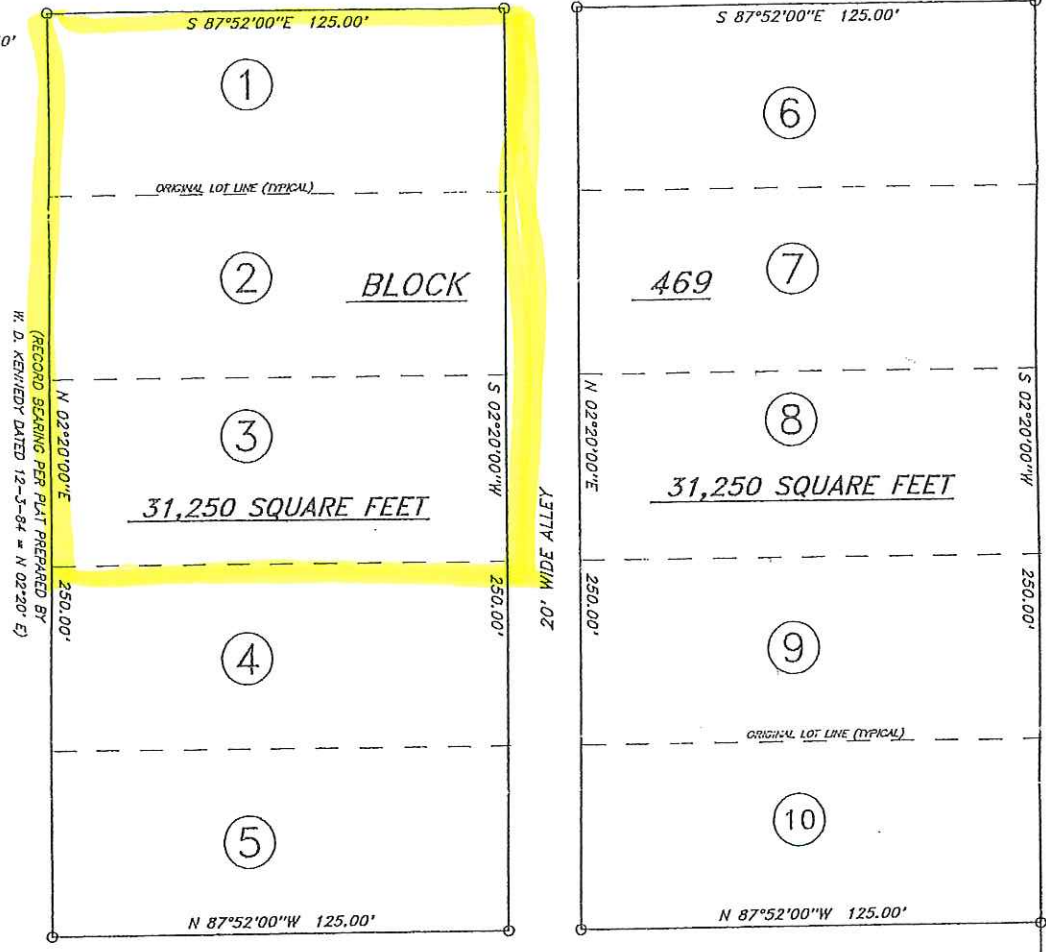 S 87°52'00"E 125.00'
S 87°52'00"E 125.00'
0'
①
⑥
ORIGINAL LOT LINE (TYPICAL)
②
BLOCK
469
⑦
(RECORD BEARING PER PLAT PREPARED BY
W. D. KENNEDY DATED 12-3-84 = N 02°20' E)
N 02°20'00"E
250.00'
③
31,250 SQUARE FEET
S 02°20'00"W
250.00'
20' WIDE ALLEY
N 02°20'00"E
250.00'
⑧
31,250 SQUARE FEET
S 02°20'00"W
250.00'
④
⑨
ORIGINAL LOT LINE (TYPICAL)
⑤
⑩
N 87°52'00"W 125.00'
N 87°52'00"W 125.00'